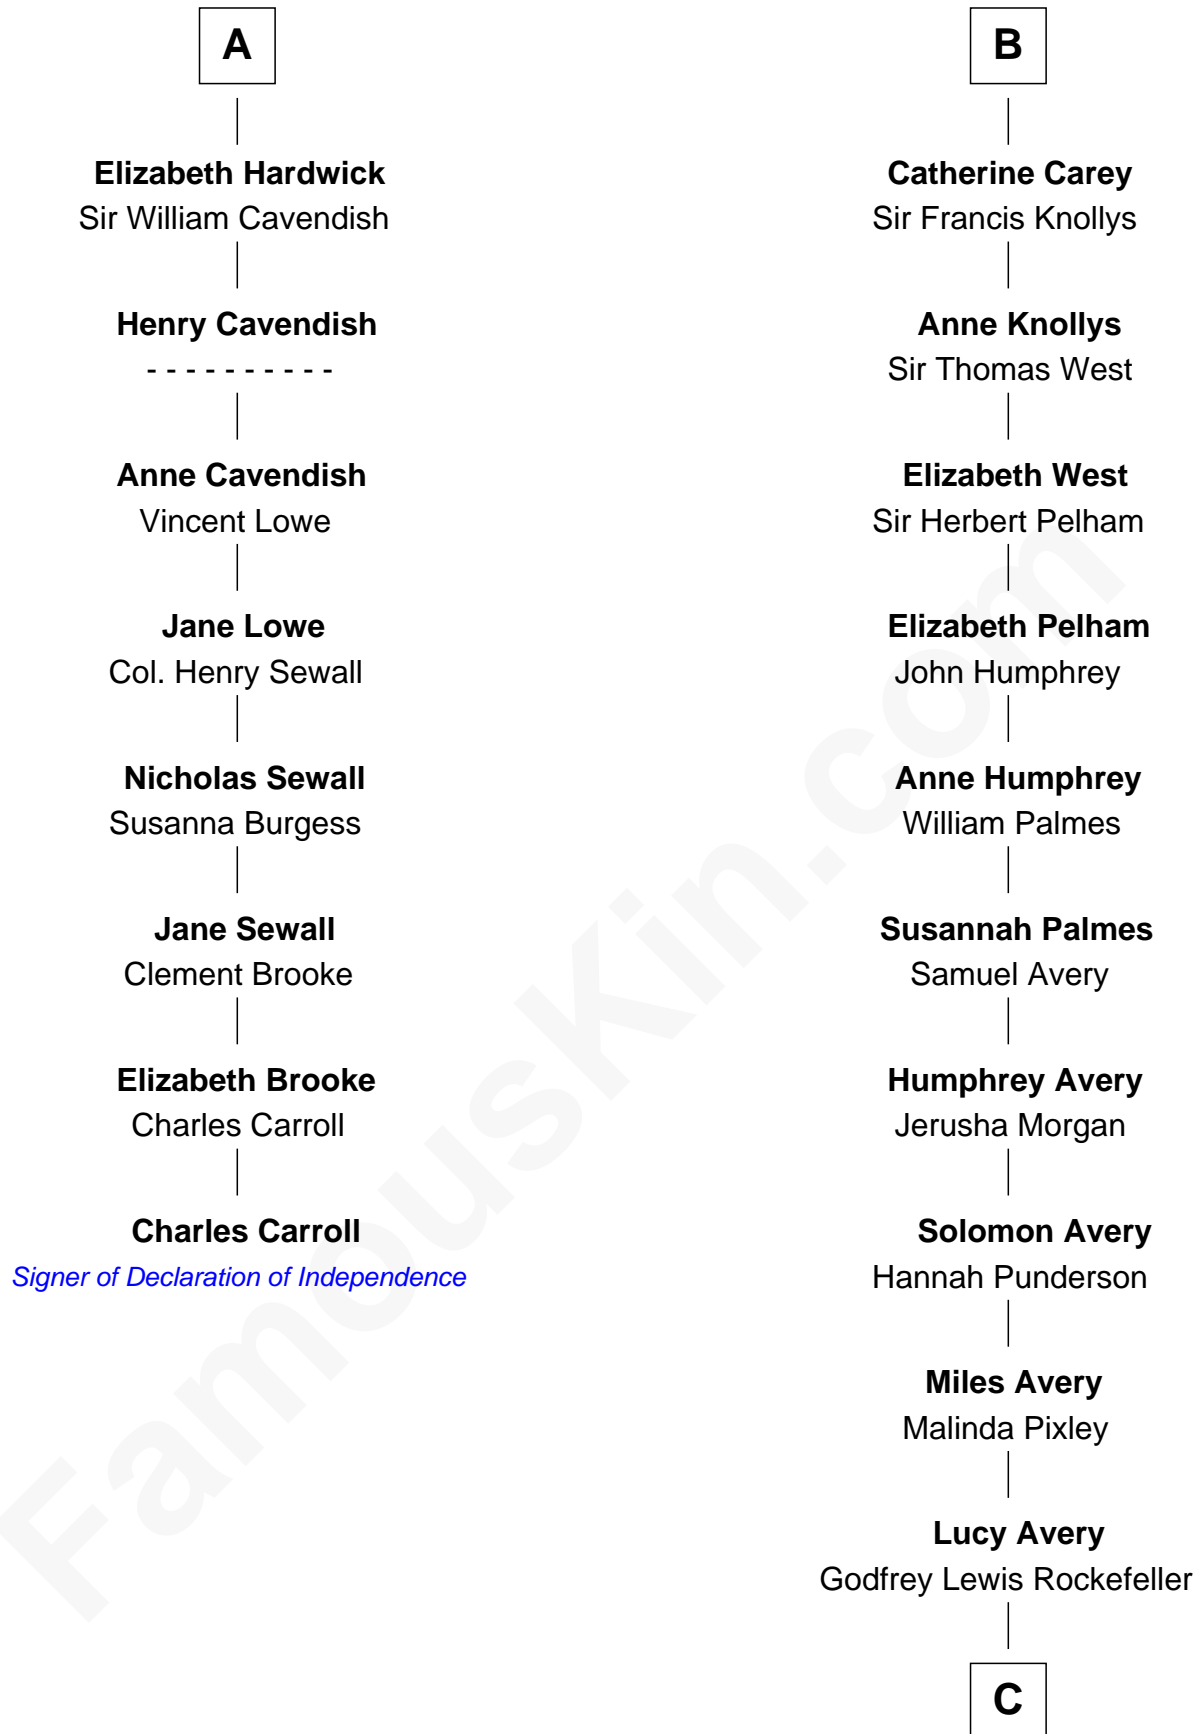 A
Elizabeth Hardwick
Sir William Cavendish
Henry Cavendish
- - - - - - - - - -
Anne Cavendish
Vincent Lowe
Jane Lowe
Col. Henry Sewall
Nicholas Sewall
Susanna Burgess
Jane Sewall
Clement Brooke
Elizabeth Brooke
Charles Carroll
Charles Carroll
Signer of Declaration of Independence
B
Catherine Carey
Sir Francis Knollys
Anne Knollys
Sir Thomas West
Elizabeth West
Sir Herbert Pelham
Elizabeth Pelham
John Humphrey
Anne Humphrey
William Palmes
Susannah Palmes
Samuel Avery
Humphrey Avery
Jerusha Morgan
Solomon Avery
Hannah Punderson
Miles Avery
Malinda Pixley
Lucy Avery
Godfrey Lewis Rockefeller
C
FamousKin.com